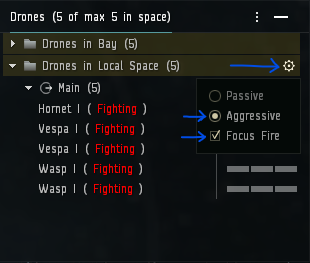 Drones (5 of max 5 in space)
Drones in Bay (5)
Drones in Local Space (5)
Main (5)
Passive
Hornet I ( Fighting )
Aggressive
Vespa I ( Fighting )
Focus Fire
Vespa I ( Fighting )
Wasp I ( Fighting )
Wasp I ( Fighting )